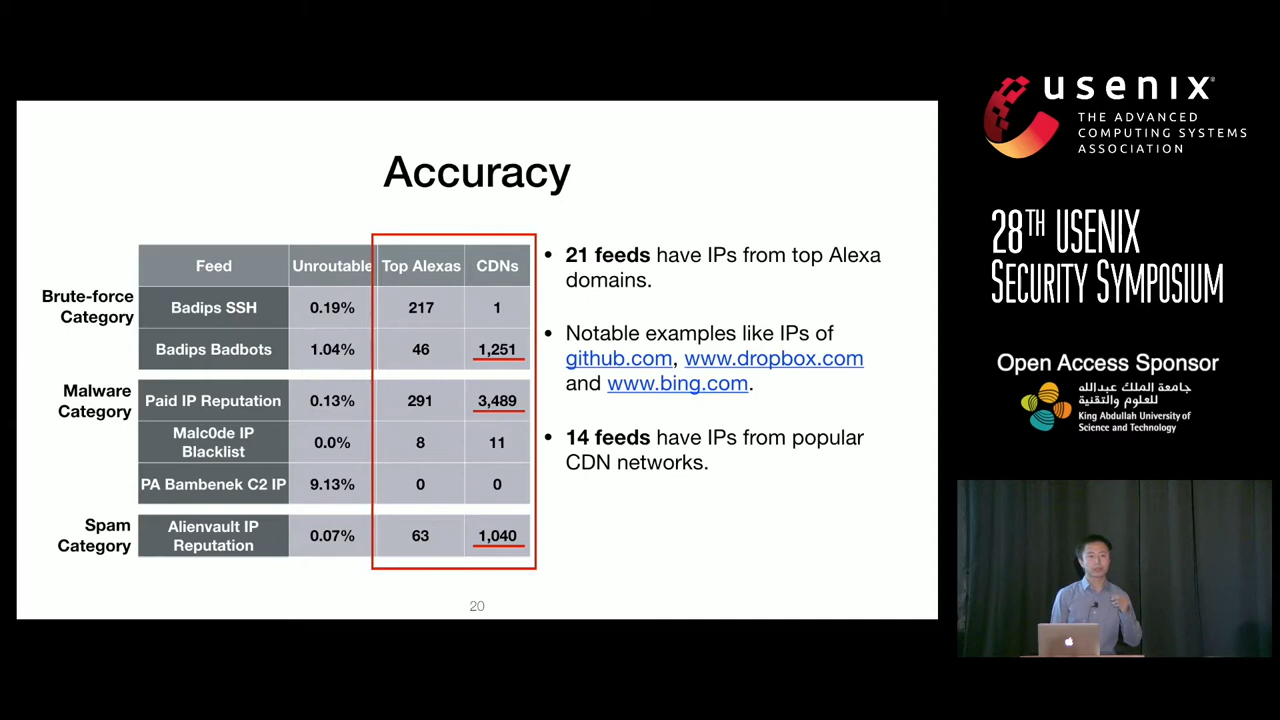 Accuracy
Feed Unroutable Top Alexas CDNs
Brute-force
Category
Badips SSH 0.19% 217 1
Badips Badbots 1.04% 46 1,251
Malware
Category
Paid IP Reputation 0.13% 291 3,489
Malc0de IP
Blacklist 0.0% 8 11
PA Bambenek C2 IP 9.13% 0 0
Spam
Category
Alienvault IP
Reputation 0.07% 63 1,040
• 21 feeds have IPs from top Alexa
domains.
• Notable examples like IPs of
github.com, www.dropbox.com
and www.bing.com.
• 14 feeds have IPs from popular
CDN networks.
20
usenix
THE ADVANCED
COMPUTING SYSTEMS
ASSOCIATION
28TH USENIX
SECURITY SYMPOSIUM
Open Access Sponsor
جامعة الملك عبدالله
للعلوم والتقنية
King Abdullah University of
Science and Technology